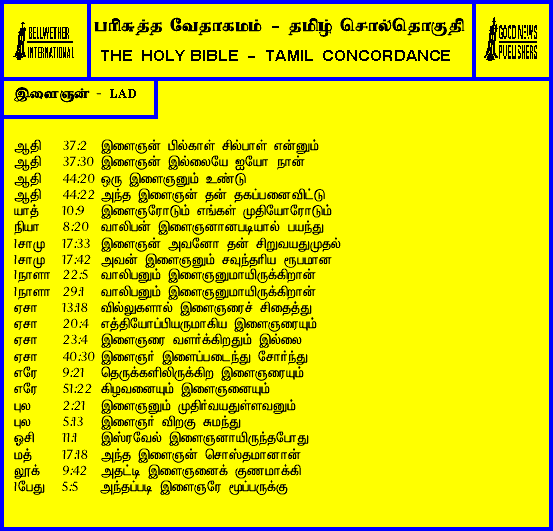 BELLWETHER
INTERNATIONAL
பரிசுத்த வேதாகமம் - தமிழ் சொல்தொகுதி
THE HOLY BIBLE - TAMIL CONCORDANCE
GOOD NEWS
PUBLISHERS
இளைஞன் - LAD
ஆதி 37:2 இளைஞன் பில்காள் சில்பாள் என்னும்
ஆதி 37:30 இளைஞன் இல்லையே ஐயோ நான்
ஆதி 44:20 ஒரு இளைஞனும் உண்டு
ஆதி 44:22 அந்த இளைஞன் தன் தகப்பனைவிட்டு
யாத் 10:9 இளைஞரோடும் எங்கள் முதியோரோடும்
நியா 8:20 வாலிபன் இளைஞனானபடியால் பயந்து
1சாமு 17:33 இளைஞன் அவனோ தன் சிறுவயதுமுதல்
1சாமு 17:42 அவன் இளைஞனும் சவுந்தரிய ரூபமான
1நாளா 22:5 வாலிபனும் இளைஞனுமாயிருக்கிறான்
1நாளா 29:1 வாலிபனும் இளைஞனுமாயிருக்கிறான்
ஏசா 13:18 வில்லுகளால் இளைஞரைச் சிதைத்து
ஏசா 20:4 எத்தியோப்பியருமாகிய இளைஞரையும்
ஏசா 23:4 இளைஞரை வளர்க்கிறதும் இல்லை
ஏசா 40:30 இளைஞர் இளைப்படைந்து சோர்ந்து
எரே 9:21 தெருக்களிலிருக்கிற இளைஞரையும்
எரே 51:22 கிழவனையும் இளைஞனையும்
புல 2:21 இளைஞனும் முதிர்வயதுள்ளவனும்
புல 5:13 இளைஞர் விறகு சுமந்து
ஓசி 11:1 இஸ்ரவேல் இளைஞனாயிருந்தபோது
மத் 17:18 அந்த இளைஞன் சொஸ்தமானான்
லூக் 9:42 அதட்டி இளைஞனைக் குணமாக்கி
1பேது 5:5 அந்தப்படி இளைஞரே மூப்பருக்கு